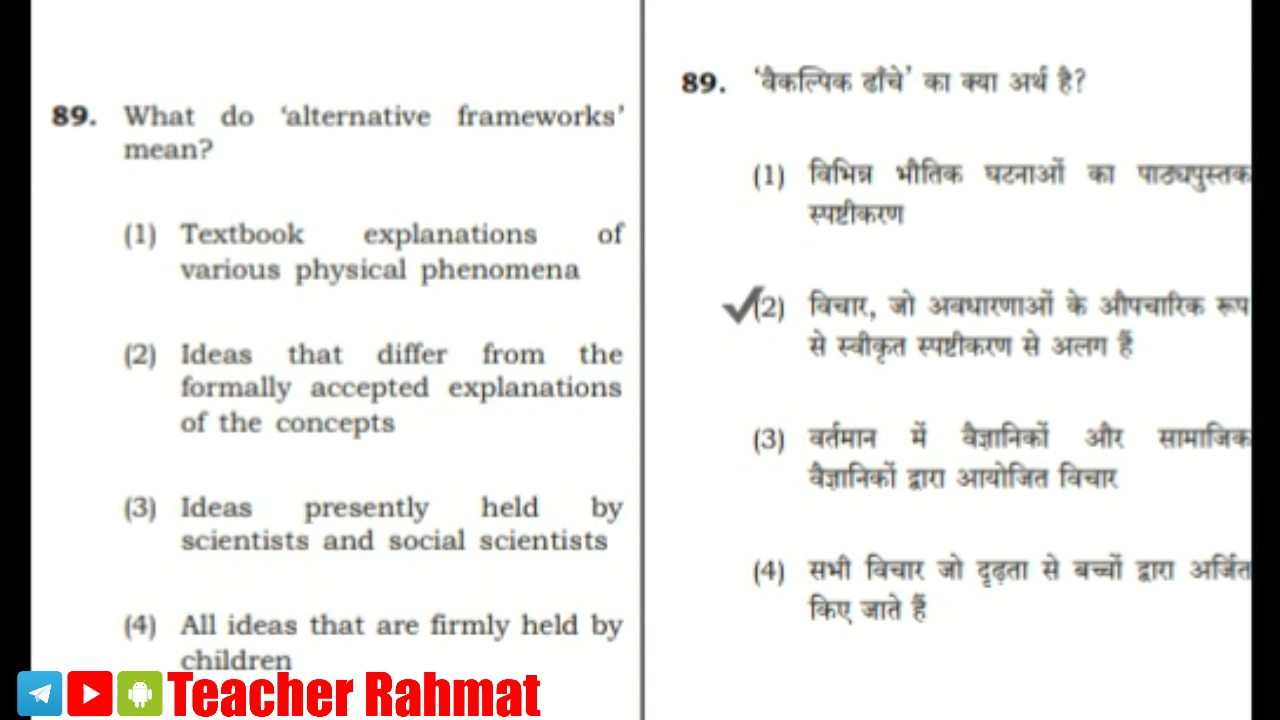 89. What do ‘alternative frameworks’
mean?
(1) Textbook explanations of
various physical phenomena
(2) Ideas that differ from the
formally accepted explanations
of the concepts
(3) Ideas presently held by
scientists and social scientists
(4) All ideas that are firmly held by
children
89. ‘वैकल्पिक ढाँचे’ का क्या अर्थ है?
(1) विभिन्न भौतिक घटनाओं का पाठ्यपुस्तक
स्पष्टीकरण
(2) विचार, जो अवधारणाओं के औपचारिक रूप
से स्वीकृत स्पष्टीकरण से अलग हैं
(3) वर्तमान में वैज्ञानिकों और सामाजिक
वैज्ञानिकों द्वारा आयोजित विचार
(4) सभी विचार जो दृढ़ता से बच्चों द्वारा अर्जित
किए जाते हैं
Teacher Rahmat